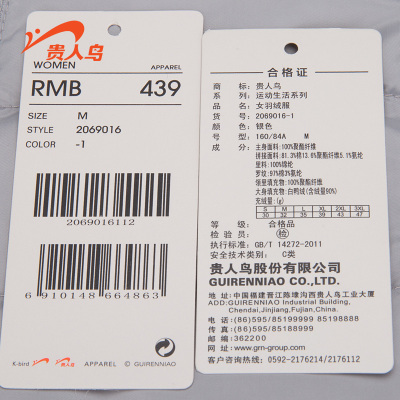 贵人鸟
WOMEN
APPAREL
RMB 439
SIZE M
STYLE 2069016
COLOR -1
2069016112
6 910148 664863
K-bird 贵人鸟 APPAREL © GUIRENNIAO
合格证
商 标: 贵人鸟
系 列: 运动生活系列
品 名: 女羽绒服
货 号: 2069016-1
颜 色: 银色
号 型: 160/84A M
成 分: 主身面料:100%聚酯纤维
拼接面料:81.3%棉13.6%聚酯纤维5.1%氨纶
里料:100%锦纶
罗纹:97%棉3%氨纶
胆里填充物:100%聚酯纤维
大身填充物:白鸭绒(含绒量90%)
充绒量:(g)
S M L XL 2XL 3XL
30 32 35 39 43 47
等 级: 合格品
检 验 员: 检
执行标准: GB/T 14272-2011
安全技术类别: C类
贵人鸟股份有限公司
GUIRENNIAO CO.,LTD.
地 址:中国福建晋江陈埭沟西贵人鸟工业大厦
ADD:GUIRENNIAO Industrial Building,
Chendai,Jinjiang,Fujian,China.
电 话:(86)595/85199999 85198888
传 真:(86)595/85188999
邮 编:362200
网 址:www.grn-group.com
客户咨询热线: 0592-2176214/2176112